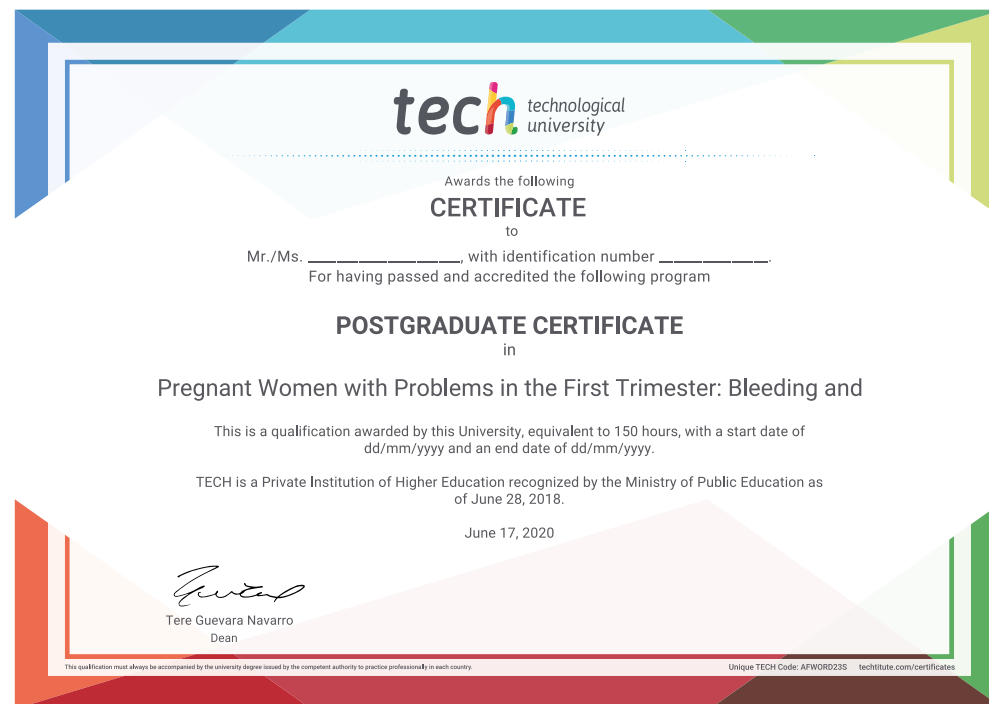 tech technological
university
Awards the following
CERTIFICATE
to
Mr./Ms. ____________________, with identification number ______________.
For having passed and accredited the following program
POSTGRADUATE CERTIFICATE
in
Pregnant Women with Problems in the First Trimester: Bleeding and
This is a qualification awarded by this University, equivalent to 150 hours, with a start date of
dd/mm/yyyy and an end date of dd/mm/yyyy.
TECH is a Private Institution of Higher Education recognized by the Ministry of Public Education as
of June 28, 2018.
June 17, 2020
Tere Guevara Navarro
Dean
This qualification must always be accompanied by the university degree issued by the competent authority to practice professionally in each country.
Unique TECH Code: AFWORD23S techtitute.com/certificates